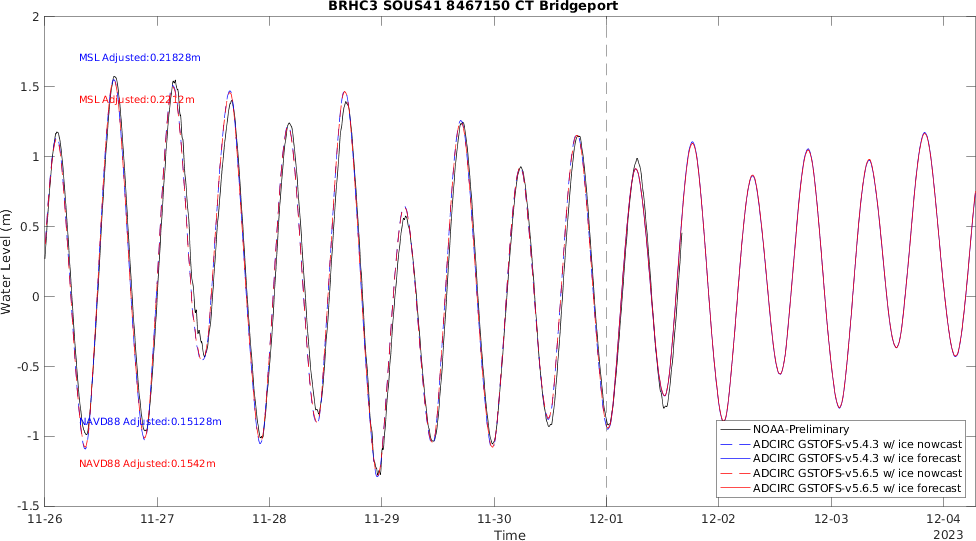 BRHC3 SOUS41 8467150 CT Bridgeport
Water Level (m)
2
1.5
1
0.5
0
-0.5
-1
-1.5
MSL Adjusted:0.21828m
MSL Adjusted:0.2212m
NAVD88 Adjusted:0.15128m
NAVD88 Adjusted:0.1542m
NOAA-Preliminary
ADCIRC GSTOFS-v5.4.3 w/ ice nowcast
ADCIRC GSTOFS-v5.4.3 w/ ice forecast
ADCIRC GSTOFS-v5.6.5 w/ ice nowcast
ADCIRC GSTOFS-v5.6.5 w/ ice forecast
11-26 11-27 11-28 11-29 11-30 12-01 12-02 12-03 12-04
Time
2023